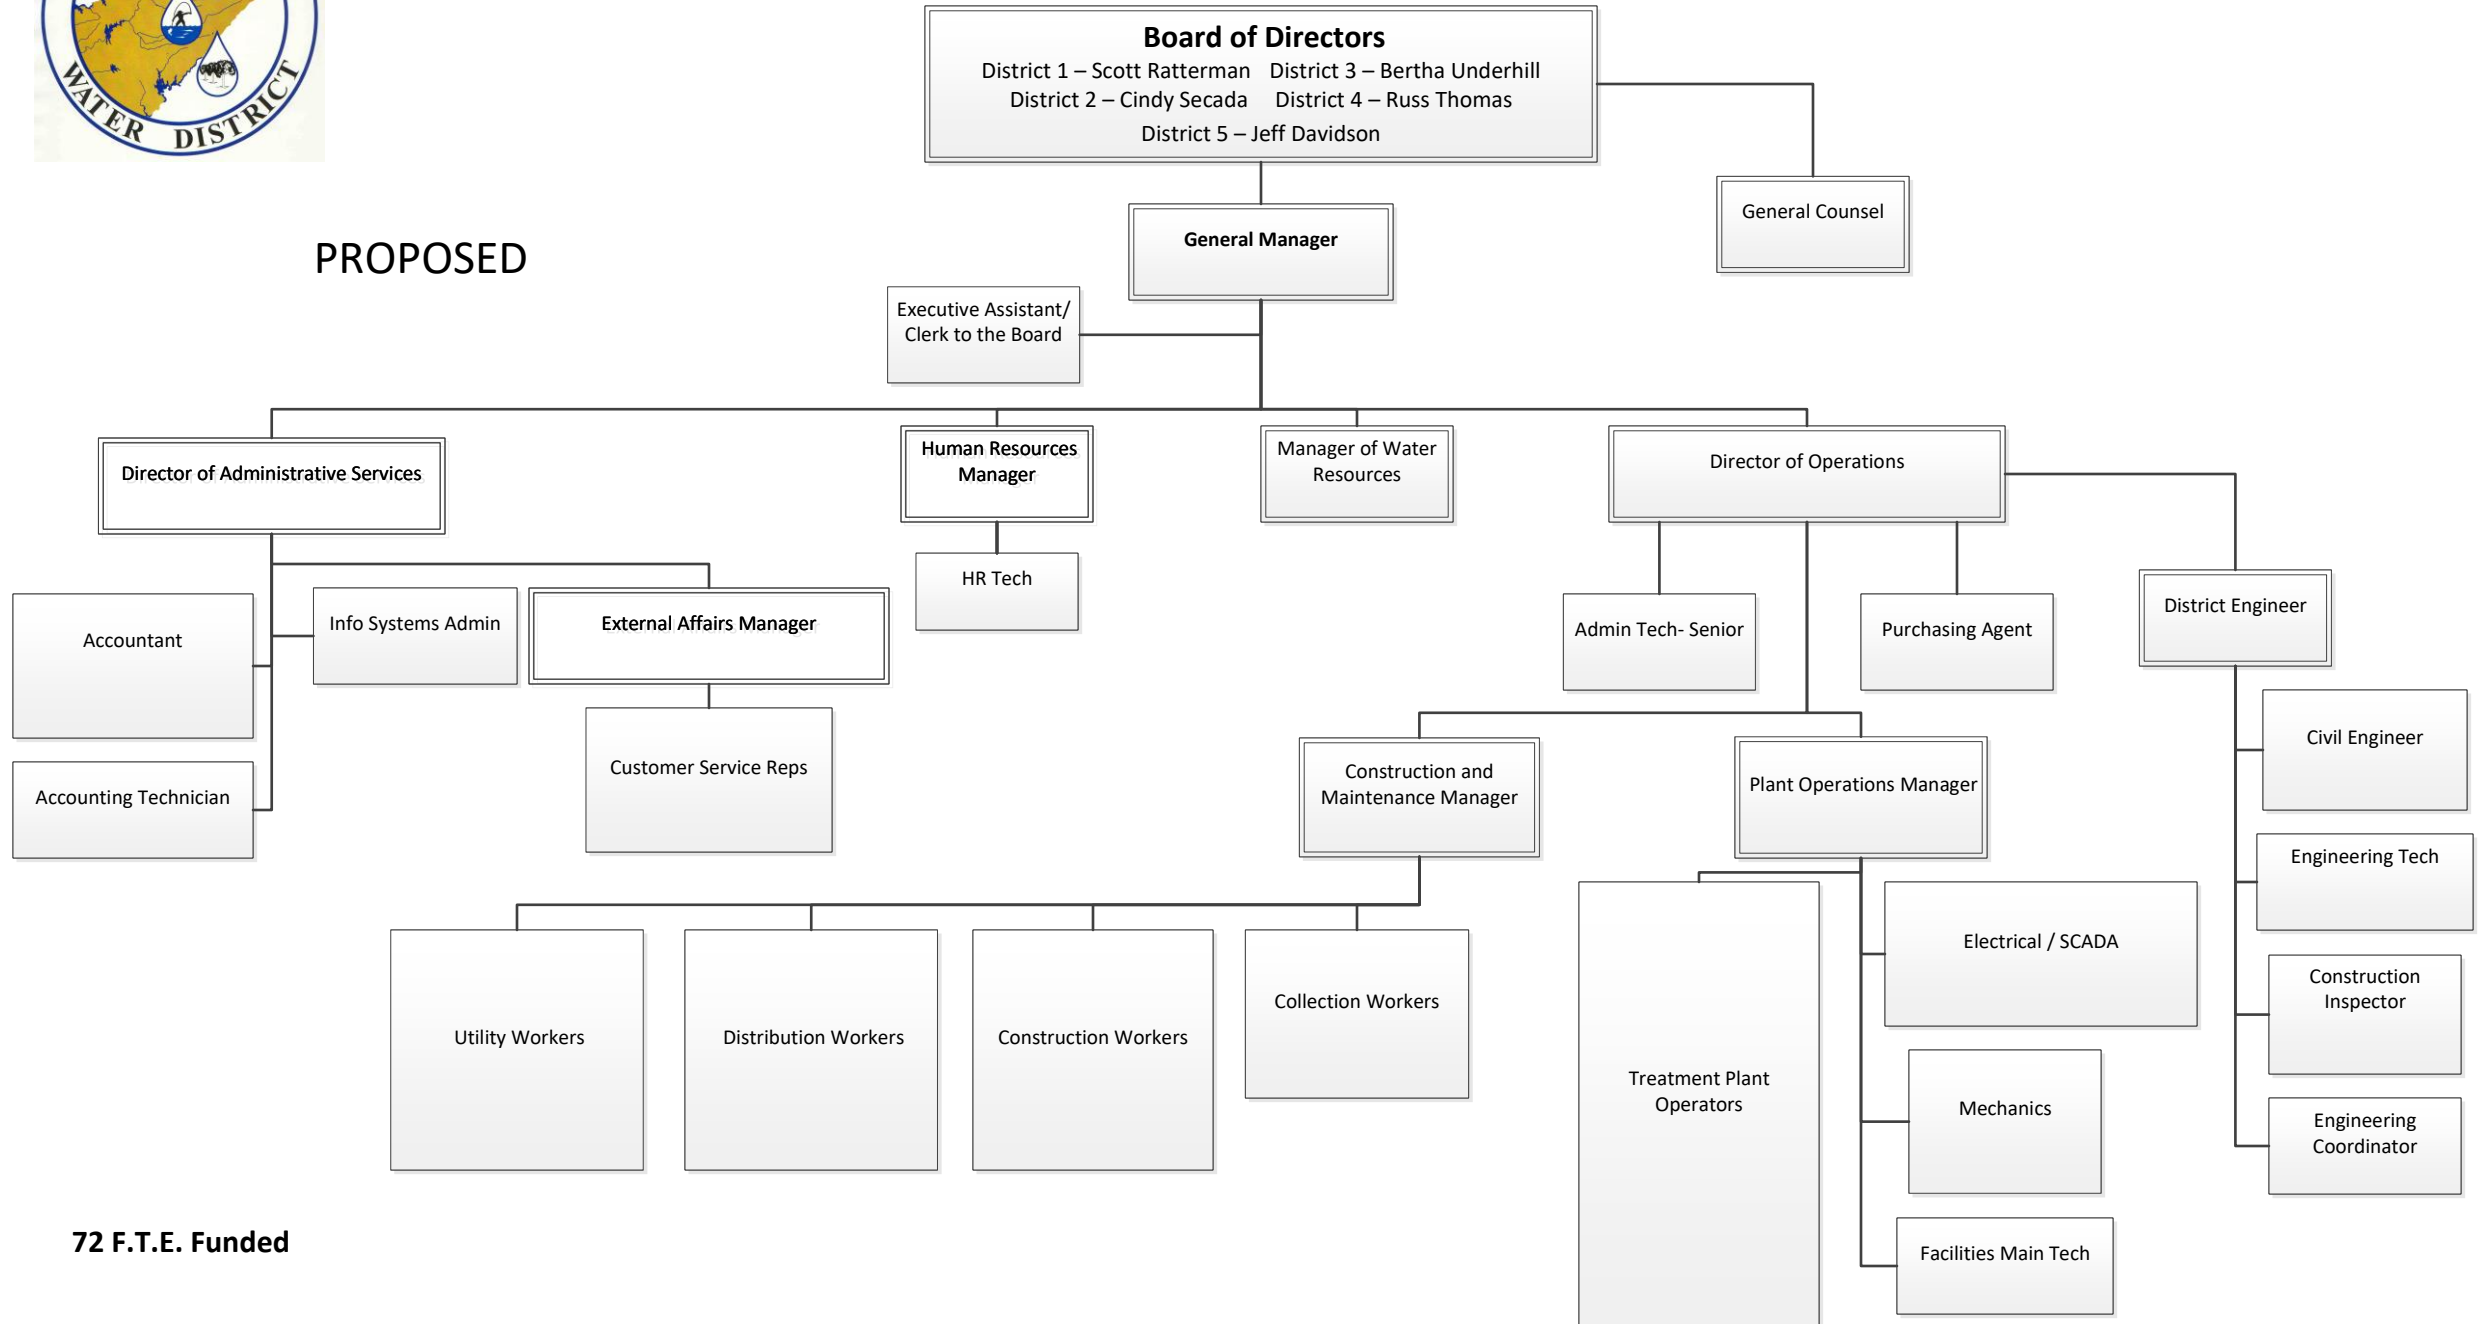 WATER DISTRICT
Board of Directors
District 1 – Scott Ratterman District 3 – Bertha Underhill
District 2 – Cindy Secada District 4 – Russ Thomas
District 5 – Jeff Davidson
General Counsel
General Manager
PROPOSED
Executive Assistant/
Clerk to the Board
Director of Administrative Services
Human Resources
Manager
Manager of Water
Resources
Director of Operations
HR Tech
Accountant
Info Systems Admin
External Affairs Manager
Admin Tech- Senior
Purchasing Agent
District Engineer
Customer Service Reps
Accounting Technician
Construction and
Maintenance Manager
Plant Operations Manager
Civil Engineer
Engineering Tech
Construction
Inspector
Engineering
Coordinator
Utility Workers
Distribution Workers
Construction Workers
Collection Workers
Treatment Plant
Operators
Electrical / SCADA
Mechanics
Facilities Main Tech
72 F.T.E. Funded